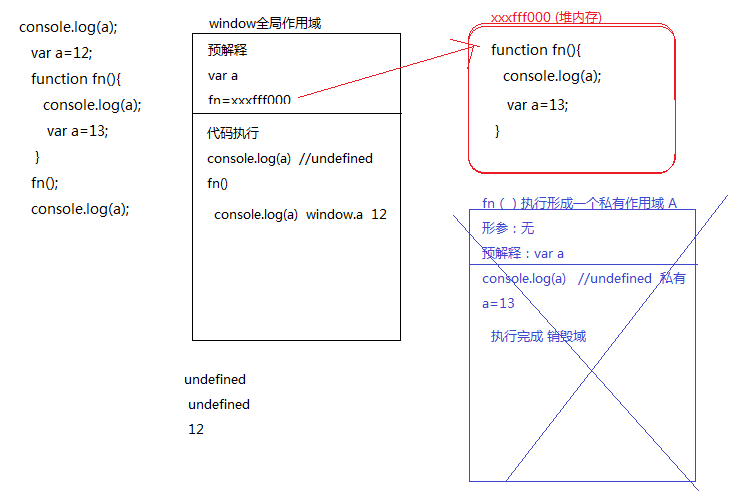 console.log(a);
var a=12;
function fn(){
console.log(a);
var a=13;
}
fn();
console.log(a);
window全局作用域
预解释
var a
fn=xxxfff000
代码执行
console.log(a) //undefined
fn()
console.log(a) window.a 12
undefined
undefined
12
xxxfff000 (堆内存)
function fn(){
console.log(a);
var a=13;
}
fn（ ）执行形成一个私有作用域 A
形参：无
预解释：var a
console.log(a) //undefined 私有
a=13
执行完成 销毁域